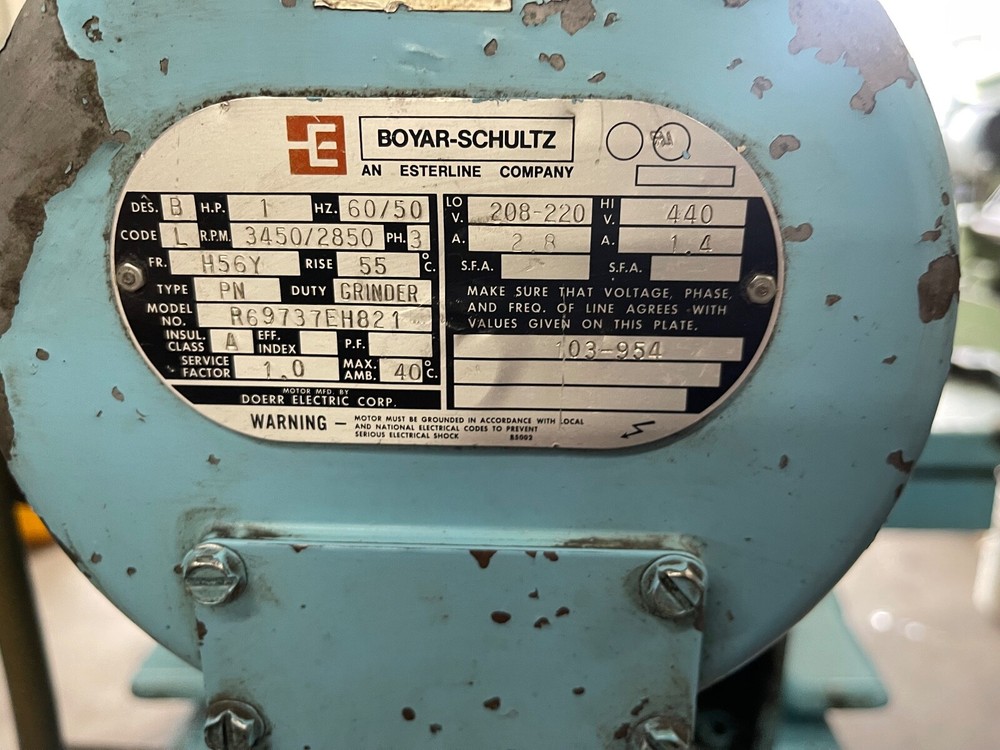 E
BOYAR-SCHULTZ
AN ESTERLINE COMPANY
DES. B H.P. 1 HZ. 60/50
CODE L R.P.M. 3450/2850 PH. 3
FR. H56Y RISE 55 °C.
TYPE PN DUTY GRINDER
MODEL NO. R69737EH821
INSUL. CLASS A EFF. INDEX P.F.
SERVICE FACTOR 1.0 MAX. AMB. 40°C.
MOTOR MFD. BY
DOERR ELECTRIC CORP.
LO V. 208-220 HI V. 440
A. 2.8 A. 1.4
S.F.A. S.F.A.
MAKE SURE THAT VOLTAGE, PHASE,
AND FREQ. OF LINE AGREES WITH
VALUES GIVEN ON THIS PLATE.
103-954
WARNING – MOTOR MUST BE GROUNDED IN ACCORDANCE WITH LOCAL
AND NATIONAL ELECTRICAL CODES TO PREVENT
SERIOUS ELECTRICAL SHOCK